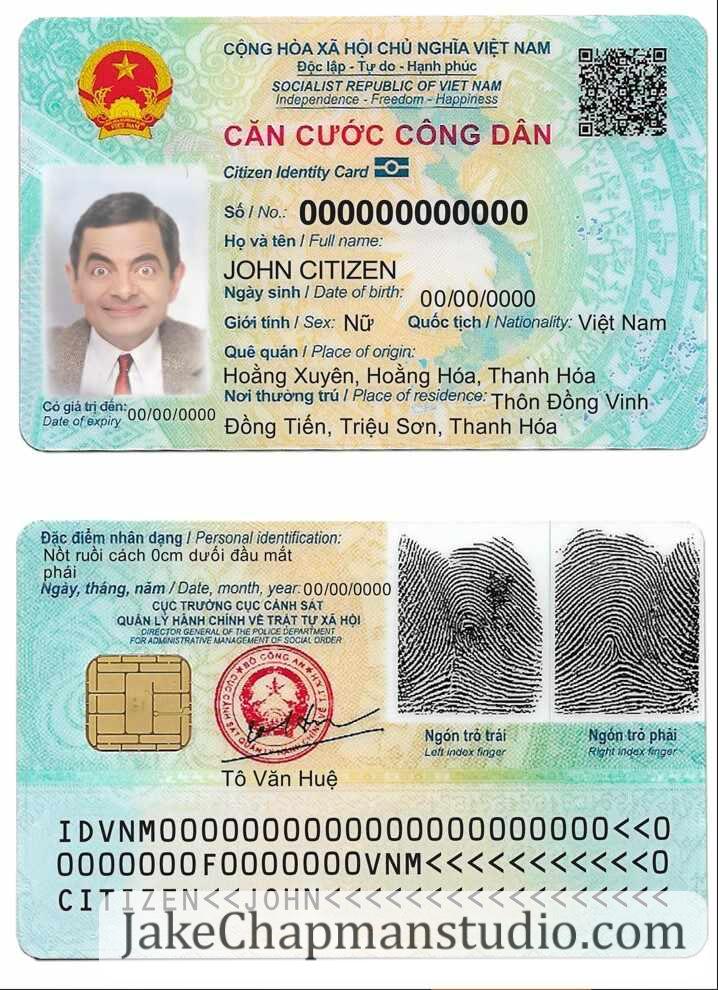 CỘNG HÒA XÃ HỘI CHỦ NGHĨA VIỆT NAM
Độc lập - Tự do - Hạnh phúc
SOCIALIST REPUBLIC OF VIET NAM
Independence - Freedom - Happiness
CĂN CƯỚC CÔNG DÂN
Citizen Identity Card
Số / No.: 000000000000
Họ và tên / Full name:
JOHN CITIZEN
Ngày sinh / Date of birth: 00/00/0000
Giới tính / Sex: Nữ Quốc tịch / Nationality: Việt Nam
Quê quán / Place of origin:
Hoằng Xuyên, Hoằng Hóa, Thanh Hóa
Nơi thường trú / Place of residence: Thôn Đồng Vinh
Đồng Tiến, Triệu Sơn, Thanh Hóa
Có giá trị đến: 00/00/0000
Date of expiry
VIỆT NAM
Đặc điểm nhân dạng / Personal identification:
Nốt ruồi cách 0cm dưới đầu mắt
phải
Ngày, tháng, năm / Date, month, year: 00/00/0000
CỤC TRƯỞNG CỤC CẢNH SÁT
QUẢN LÝ HÀNH CHÍNH VỀ TRẬT TỰ XÃ HỘI
DIRECTOR GENERAL OF THE POLICE DEPARTMENT
FOR ADMINISTRATIVE MANAGEMENT OF SOCIAL ORDER
BỘ CÔNG AN
Tô Văn Huệ
Ngón trỏ trái
Left index finger
Ngón trỏ phải
Right index finger
IDVNM0000000000000000000000<<0
0000000F0000000VNM<<<<<<<<<<<0
CITIZEN<<JOHN<<<<<<<<<<<<<<<<<
JakeChapmanstudio.com